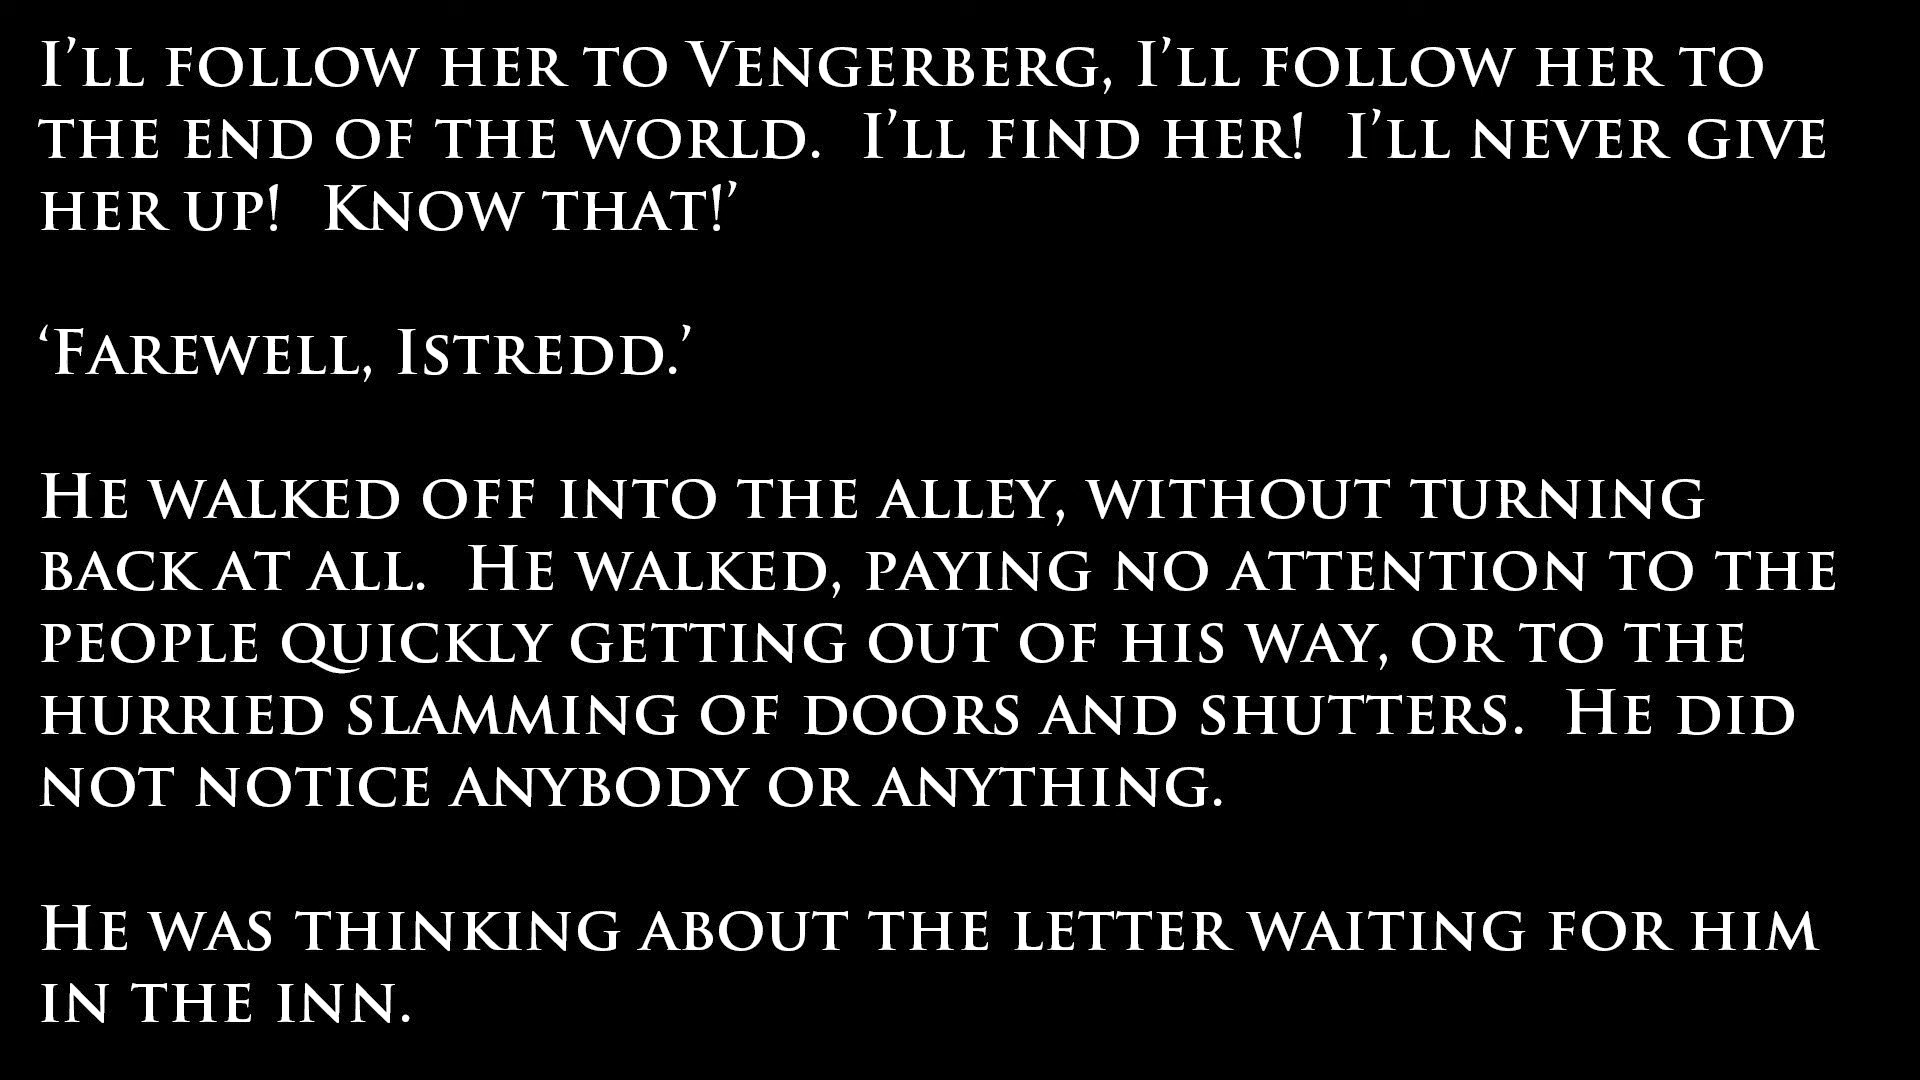 I’ll follow her to Vengerberg, I’ll follow her to
the end of the world.  I’ll find her!  I’ll never give
her up!  Know that!’
‘Farewell, Istredd.’
He walked off into the alley, without turning
back at all.  He walked, paying no attention to the
people quickly getting out of his way, or to the
hurried slamming of doors and shutters.  He did
not notice anybody or anything.
He was thinking about the letter waiting for him
in the inn.